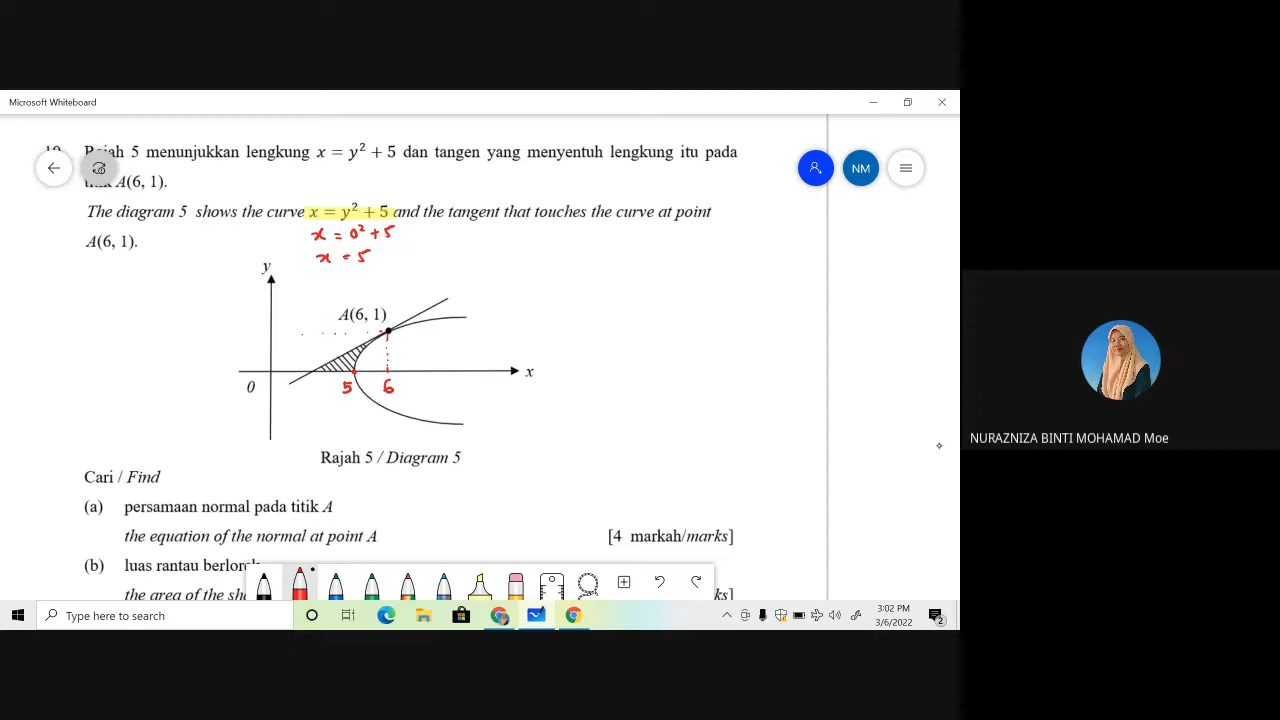 Microsoft Whiteboard
10 Rajah 5 menunjukkan lengkung x = y² + 5 dan tangen yang menyentuh lengkung itu pada
titik A(6, 1).
The diagram 5 shows the curve x = y² + 5 and the tangent that touches the curve at point
x = 0² + 5
A(6, 1).
x = 5
y
A(6, 1)
x
0
5 6
Rajah 5 / Diagram 5
Cari / Find
(a) persamaan normal pada titik A
the equation of the normal at point A [4 markah/marks]
(b) luas rantau
the area of the
NM
NURAZNIZA BINTI MOHAMAD Moe
Type here to search
3:02 PM
3/6/2022
2